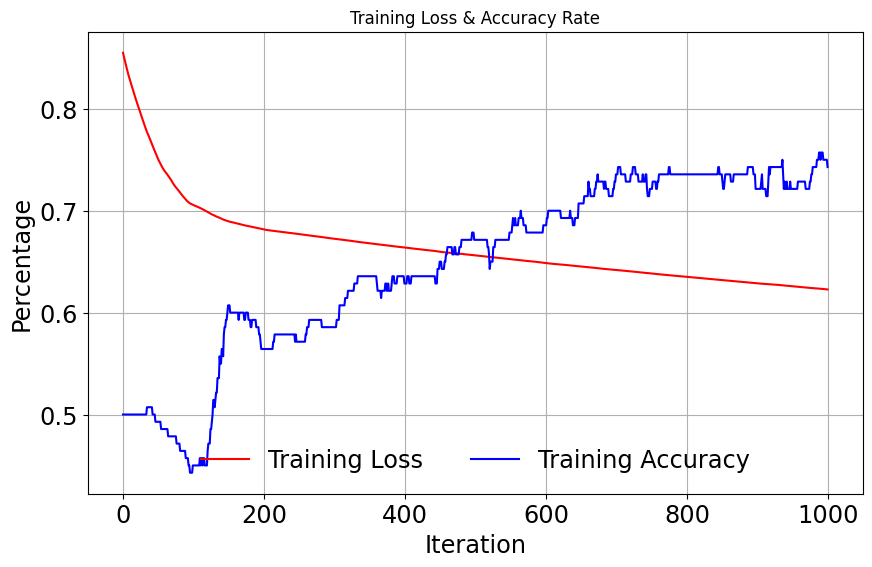 Training Loss & Accuracy Rate
0.8
0.7
0.6
0.5
Percentage
Training Loss
Training Accuracy
0 200 400 600 800 1000
Iteration